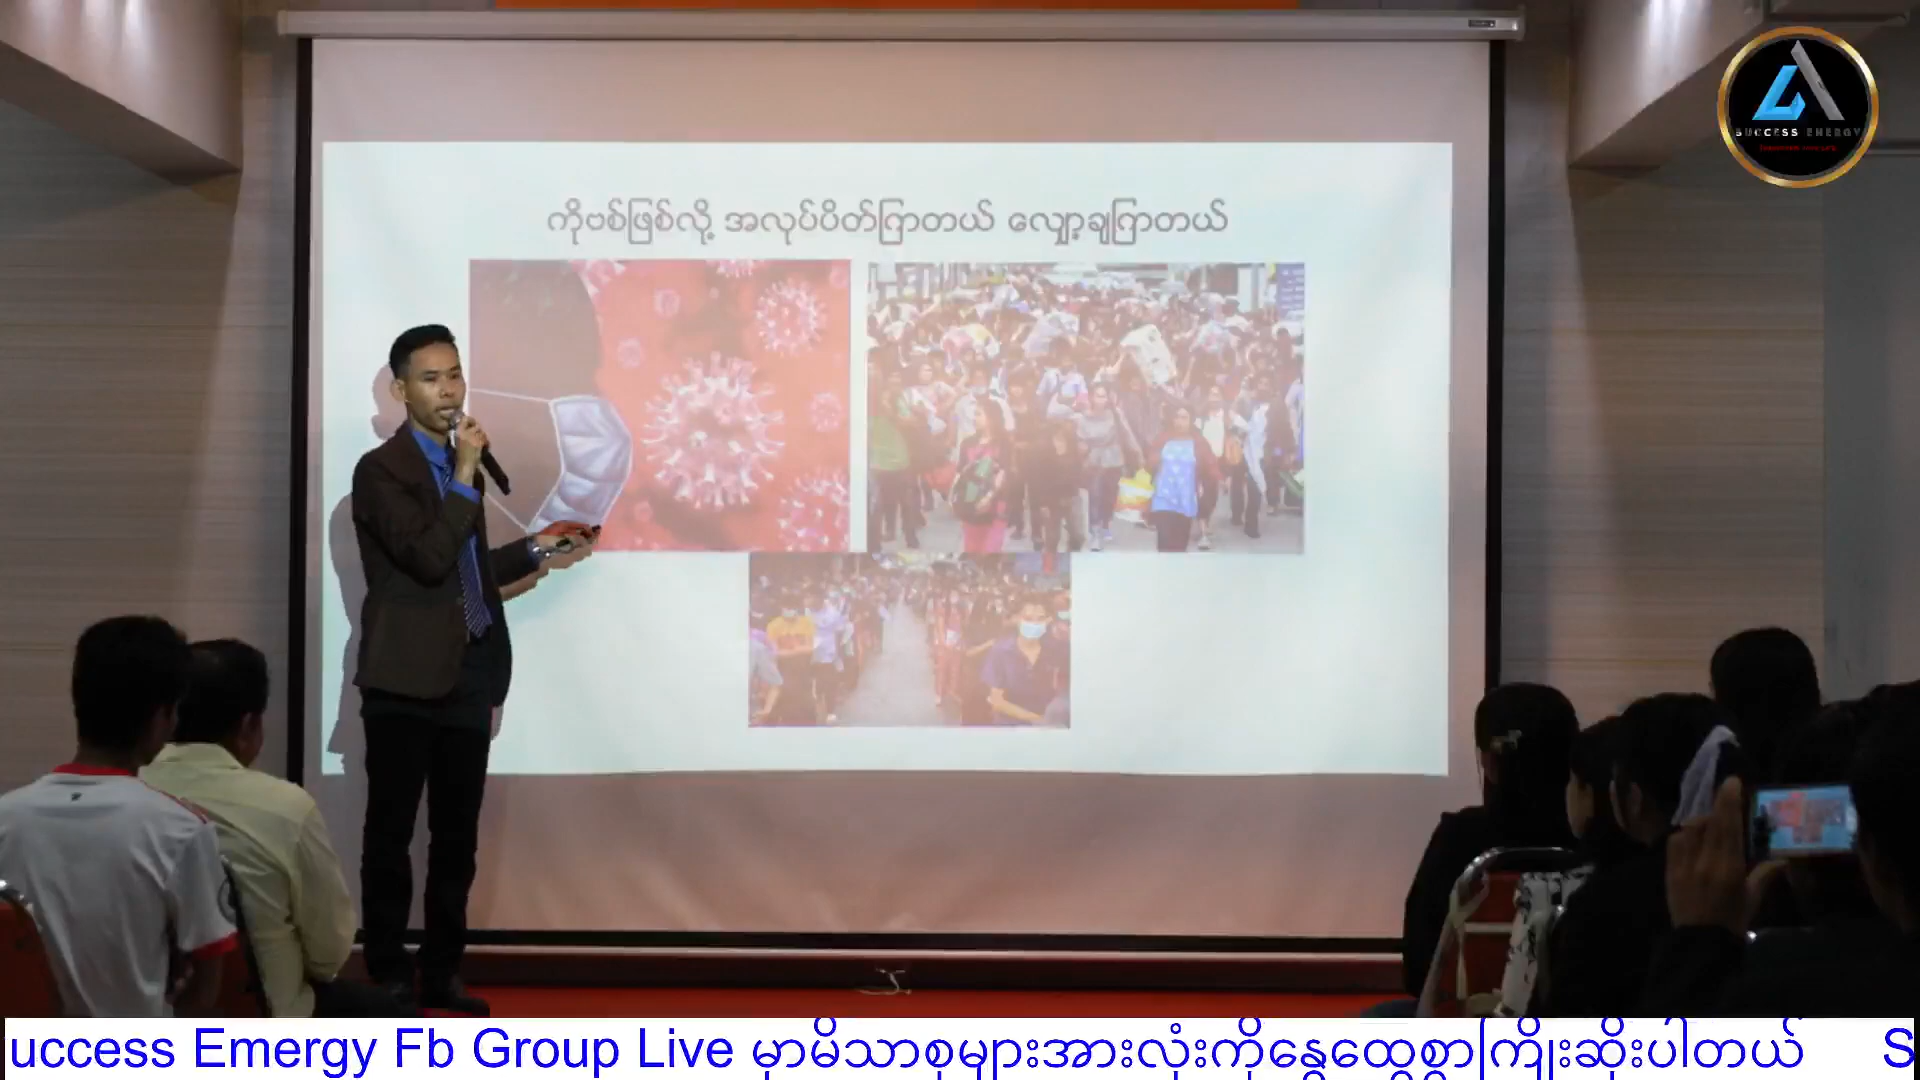 SUCCESS ENERGY
ကိုဗစ်ဖြစ်လို့ အလုပ်ပိတ်ကြတယ် လျှော့ချကြတယ်
uccess Emergy Fb Group Live မှာမိသာစုများအားလုံးကိုနွေထွေစွာကြိုးဆိုးပါတယ် S